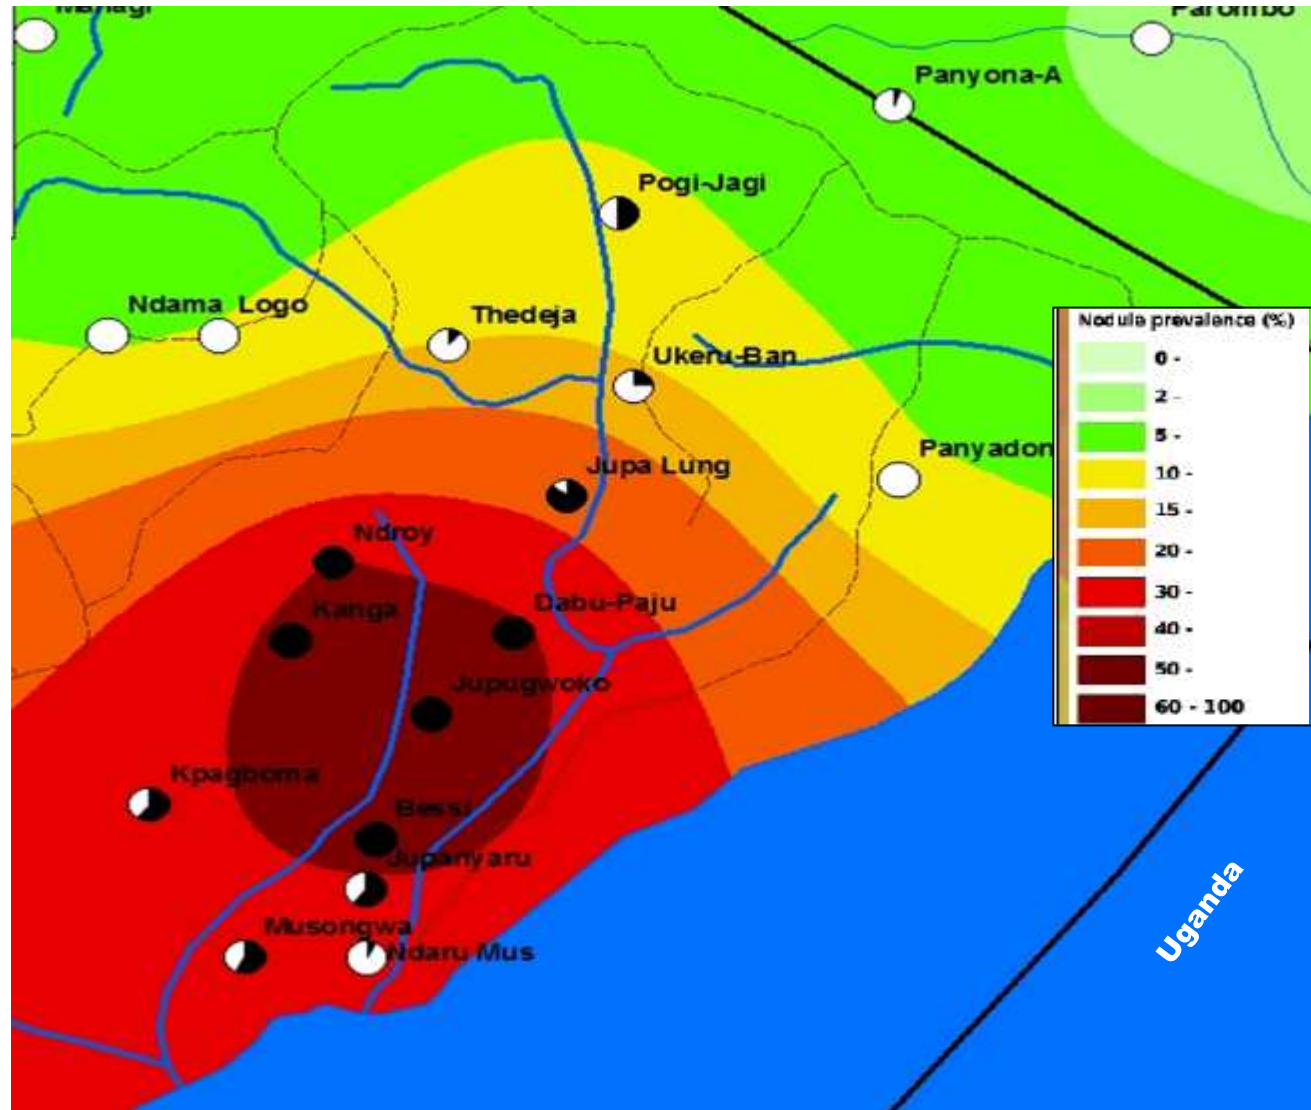 Parombo
Panyona-A
Pogi-Jagi
Ndama Logo
Thedeja
Ukeru-Ban
Panyadon
Jupa Lung
Ndroy
Kanga
Dabu-Paju
Jupugwoko
Kpagboma
Bessi
Jupanyaru
Musongwa
Ndaru Mus
Nodule prevalence (%)
0 -
2 -
5 -
10 -
15 -
20 -
30 -
40 -
50 -
60 - 100
Uganda